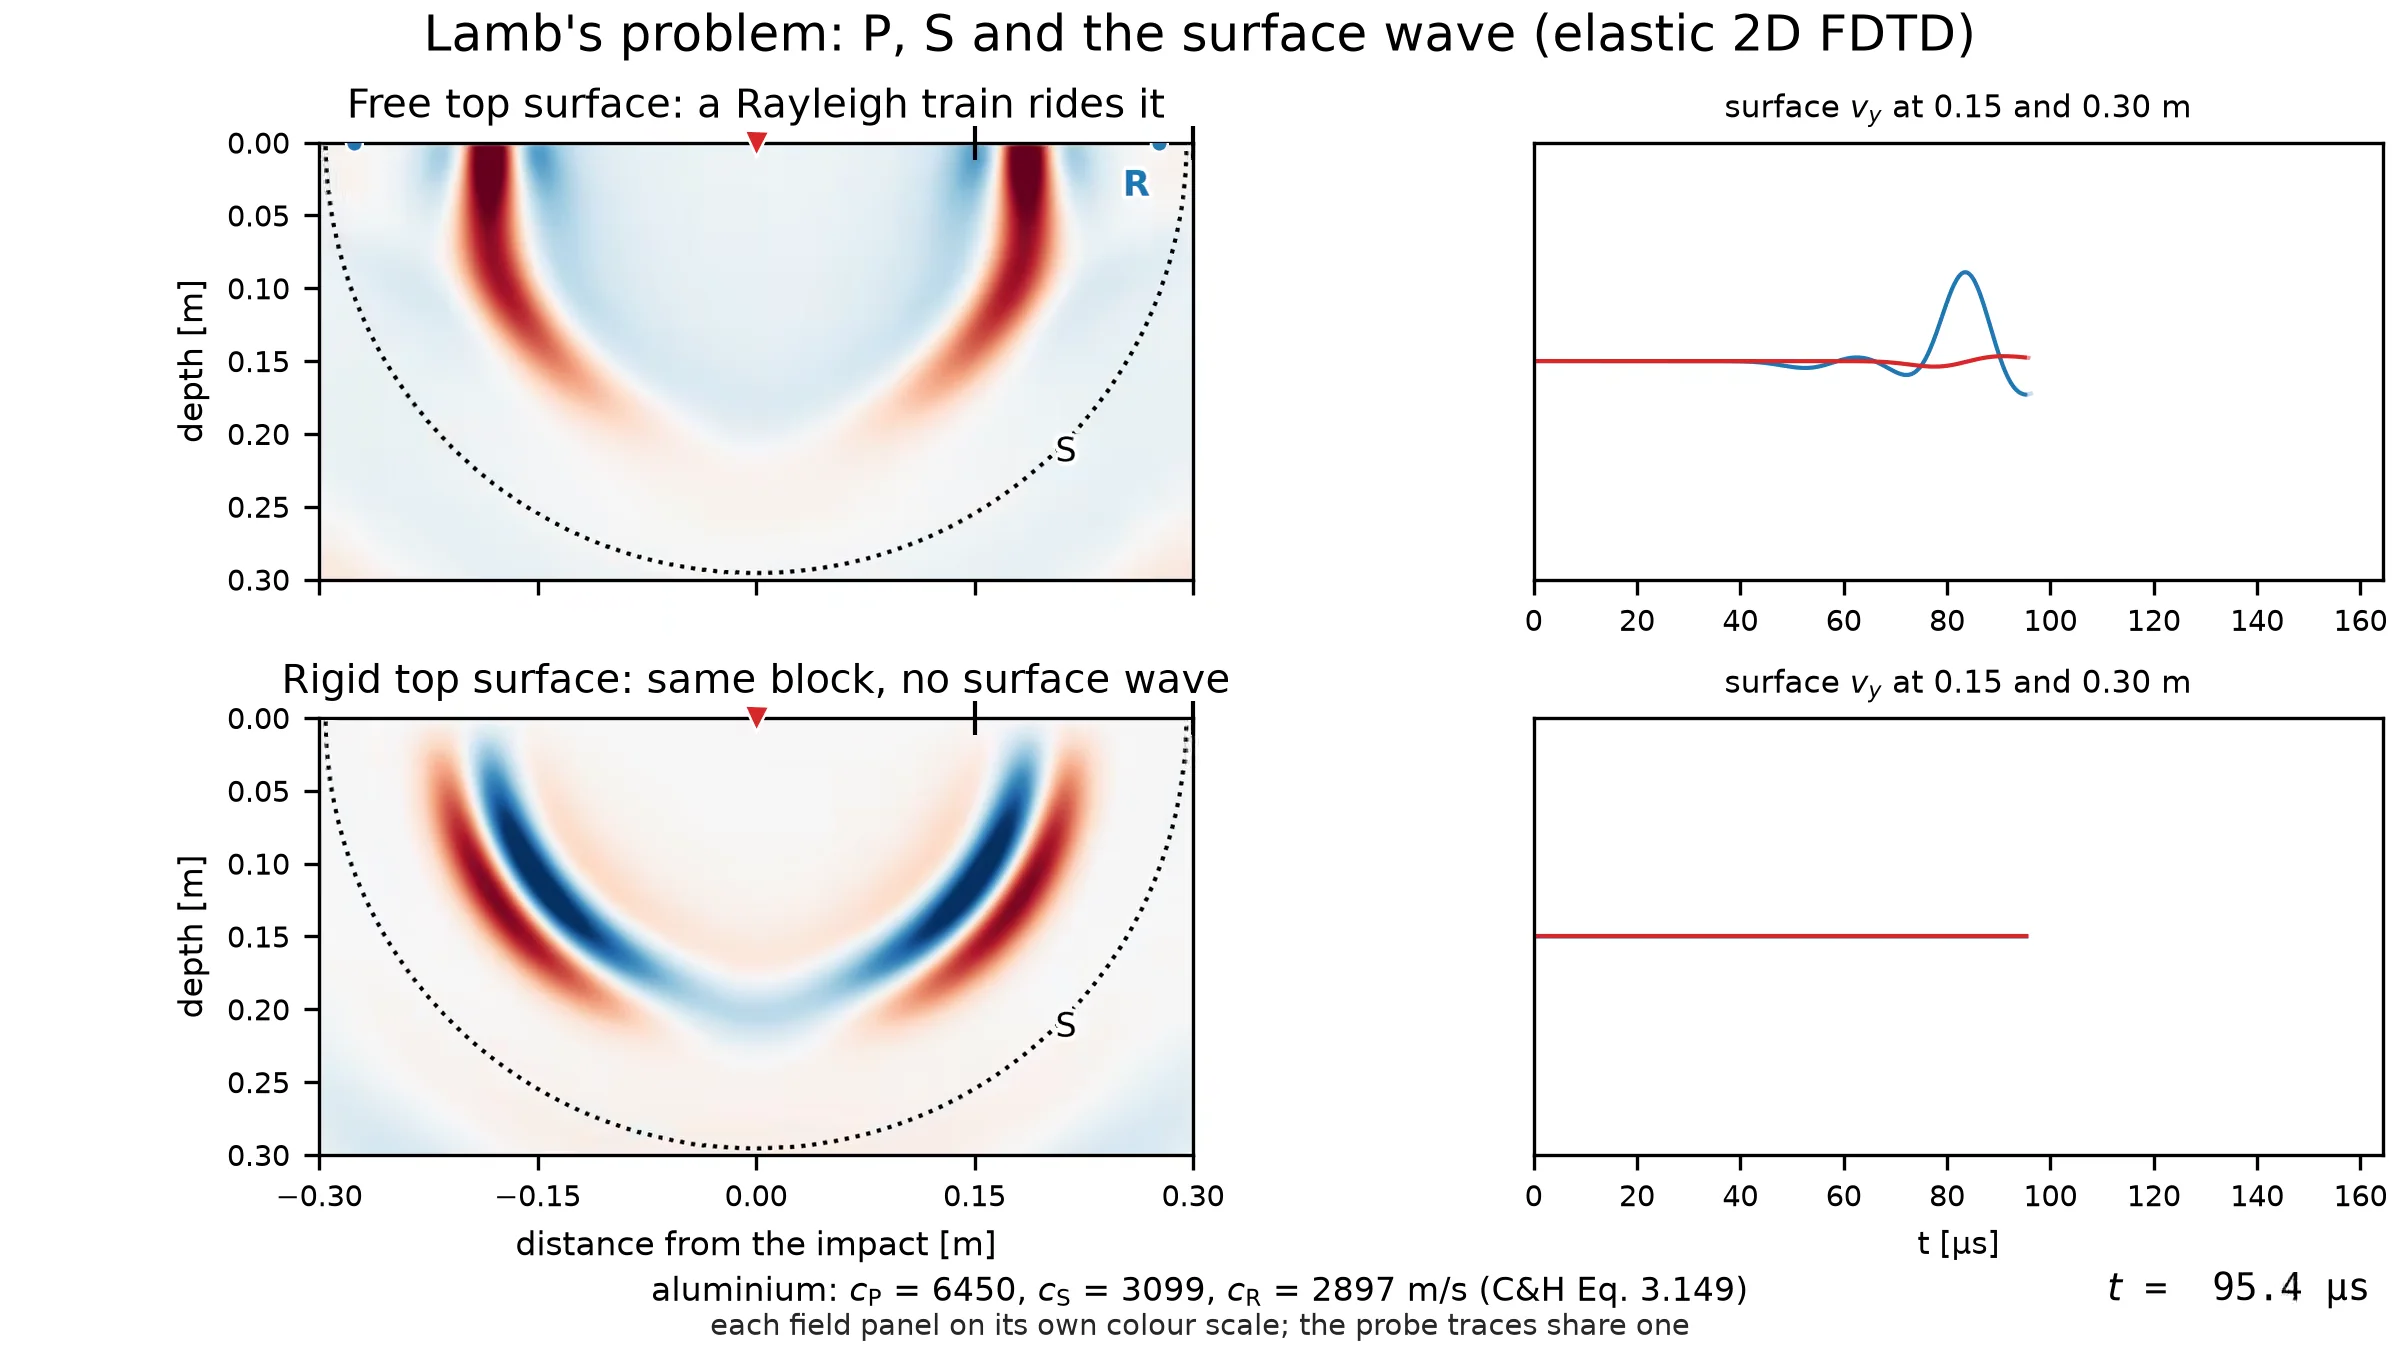 Lamb's problem: P, S and the surface wave (elastic 2D FDTD)
Free top surface: a Rayleigh train rides it
surface v_y at 0.15 and 0.30 m
0.00
0.05
0.10
0.15
0.20
0.25
0.30
depth [m]
R
S
0 20 40 60 80 100 120 140 160
Rigid top surface: same block, no surface wave
surface v_y at 0.15 and 0.30 m
0.00
0.05
0.10
0.15
0.20
0.25
0.30
depth [m]
S
−0.30 −0.15 0.00 0.15 0.30
distance from the impact [m]
0 20 40 60 80 100 120 140 160
t [µs]
aluminium: c_P = 6450, c_S = 3099, c_R = 2897 m/s (C&H Eq. 3.149)
t = 95.4 µs
each field panel on its own colour scale; the probe traces share one